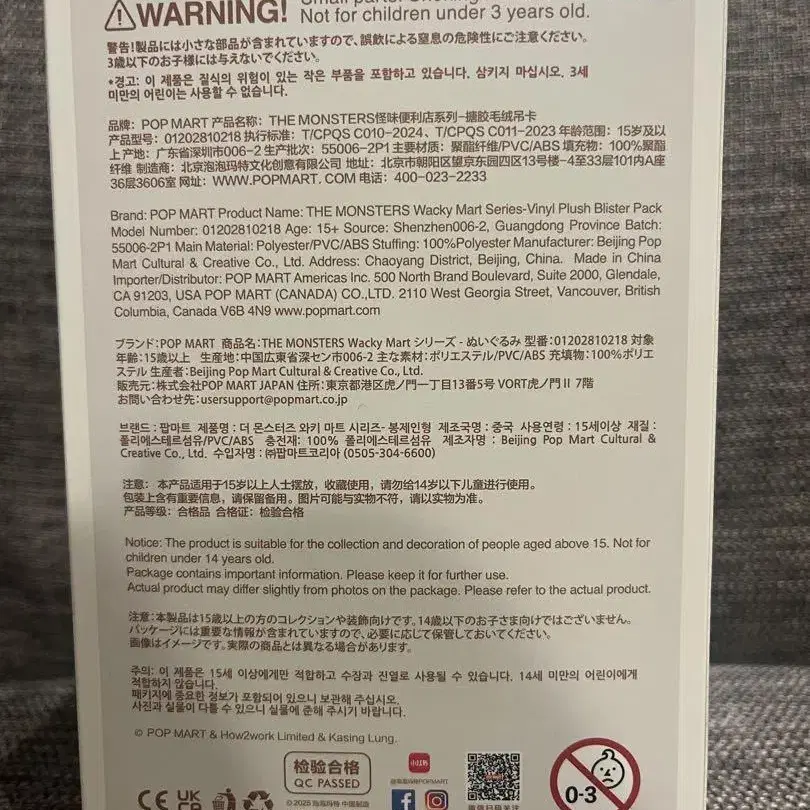 WARNING!
Not for children under 3 years old.
警告!製品には小さな部品が含まれていますので、誤飲による窒息の危険性にご注意ください。
3歳以下のお子様には与えないでください。
*경고: 이 제품은 질식의 위험이 있는 작은 부품을 포함하고 있습니다. 삼키지 마십시오. 3세
미만의 어린이는 사용할 수 없습니다.
品牌：POP MART 产品名称：THE MONSTERS怪味便利店系列-搪胶毛绒吊卡
产品型号：01202810218 执行标准：T/CPQS C010-2024、T/CPQS C011-2023 年龄范围：15岁及以
上 产地：广东省深圳市006-2 生产批次：55006-2P1 主要材质：聚酯纤维/PVC/ABS 填充物：100%聚酯
纤维 制造商：北京泡泡玛特文化创意有限公司 地址：北京市朝阳区望京东园四区13号楼-4至33层101内A座
36层3606室 网址：WWW.POPMART. COM 电话：400-023-2233
Brand: POP MART Product Name: THE MONSTERS Wacky Mart Series-Vinyl Plush Blister Pack
Model Number: 01202810218 Age: 15+ Source: Shenzhen006-2, Guangdong Province Batch:
55006-2P1 Main Material: Polyester/PVC/ABS Stuffing: 100%Polyester Manufacturer: Beijing Pop
Mart Cultural & Creative Co., Ltd. Address: Chaoyang District, Beijing, China. Made in China
Importer/Distributor: POP MART Americas Inc. 500 North Brand Boulevard, Suite 2000, Glendale,
CA 91203, USA POP MART (CANADA) CO.,LTD. 2110 West Georgia Street, Vancouver, British
Columbia, Canada V6B 4N9 www.popmart.com
ブランド：POP MART 商品名：THE MONSTERS Wacky Mart シリーズ - ぬいぐるみ 型番：01202810218 対象
年齢：15歳以上 生産地：中国広東省深セン市006-2 主な素材：ポリエステル/PVC/ABS 充填物：100%ポリエ
ステル 生産者：Beijing Pop Mart Cultural & Creative Co., Ltd.
販売元：株式会社POP MART JAPAN 住所：東京都港区虎ノ門一丁目13番5号 VORT虎ノ門Ⅱ 7階
お問い合わせ先：usersupport@popmart.co.jp
브랜드 : 팝마트 제품명 : 더 몬스터즈 와키 마트 시리즈- 봉제인형 제조국명 : 중국 사용연령 : 15세이상 재질 :
폴리에스테르섬유/PVC/ABS 충전재: 100% 폴리에스테르섬유 제조자명 : Beijing Pop Mart Cultural &
Creative Co., Ltd. 수입자명 : ㈜팝마트코리아 (0505-304-6600)
注意： 本产品适用于15岁以上人士摆放，收藏使用，请勿给14岁以下儿童进行使用。
包装上含有重要信息，请保留备用。图片可能与实物不符，请以实物为准。
产品等级：合格品 合格证：检验合格
Notice: The product is suitable for the collection and decoration of people aged above 15. Not for
children under 14 years old.
Package contains important information. Please keep it for further use.
Actual product may differ slightly from photos on the package. Please refer to the actual product.
注意：本製品は15歳以上の方のコレクションや装飾向けです。14歳以下のお子さま向けではございません。
パッケージには重要な情報が含まれていますので、必要に応じて保管しておいてください。
画像はイメージです。実際の商品とは異なる場合があります。
주의: 이 제품은 15세 이상에게만 적합하고 수장과 진열로 사용될 수 있습니다. 14세 미만의 어린이에게
적합하지 않습니다.
패키지에 중요한 정보가 포함되어 있으니 보관해 주십시오.
사진과 실물이 다를 수 있으니 실물에 준해 주시기 바랍니다.
© POP MART & How2work Limited & Kasing Lung.
检验合格
QC PASSED
小红书
@泡泡玛特POPMART
0-3
CE UK
CA
© 2025 泡泡玛特 中国制造